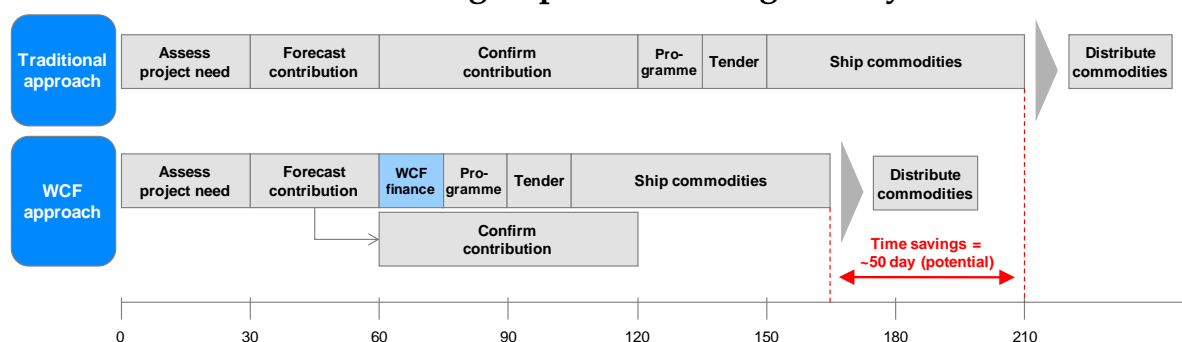 Traditional
approach
Assess
project need
Forecast
contribution
Confirm
contribution
Pro-
gramme
Tender
Ship commodities
Distribute
commodities
WCF
approach
Assess
project need
Forecast
contribution
WCF
finance
Pro-
gramme
Tender
Ship commodities
Distribute
commodities
Confirm
contribution
Time savings =
~50 day (potential)
0 30 60 90 120 150 180 210